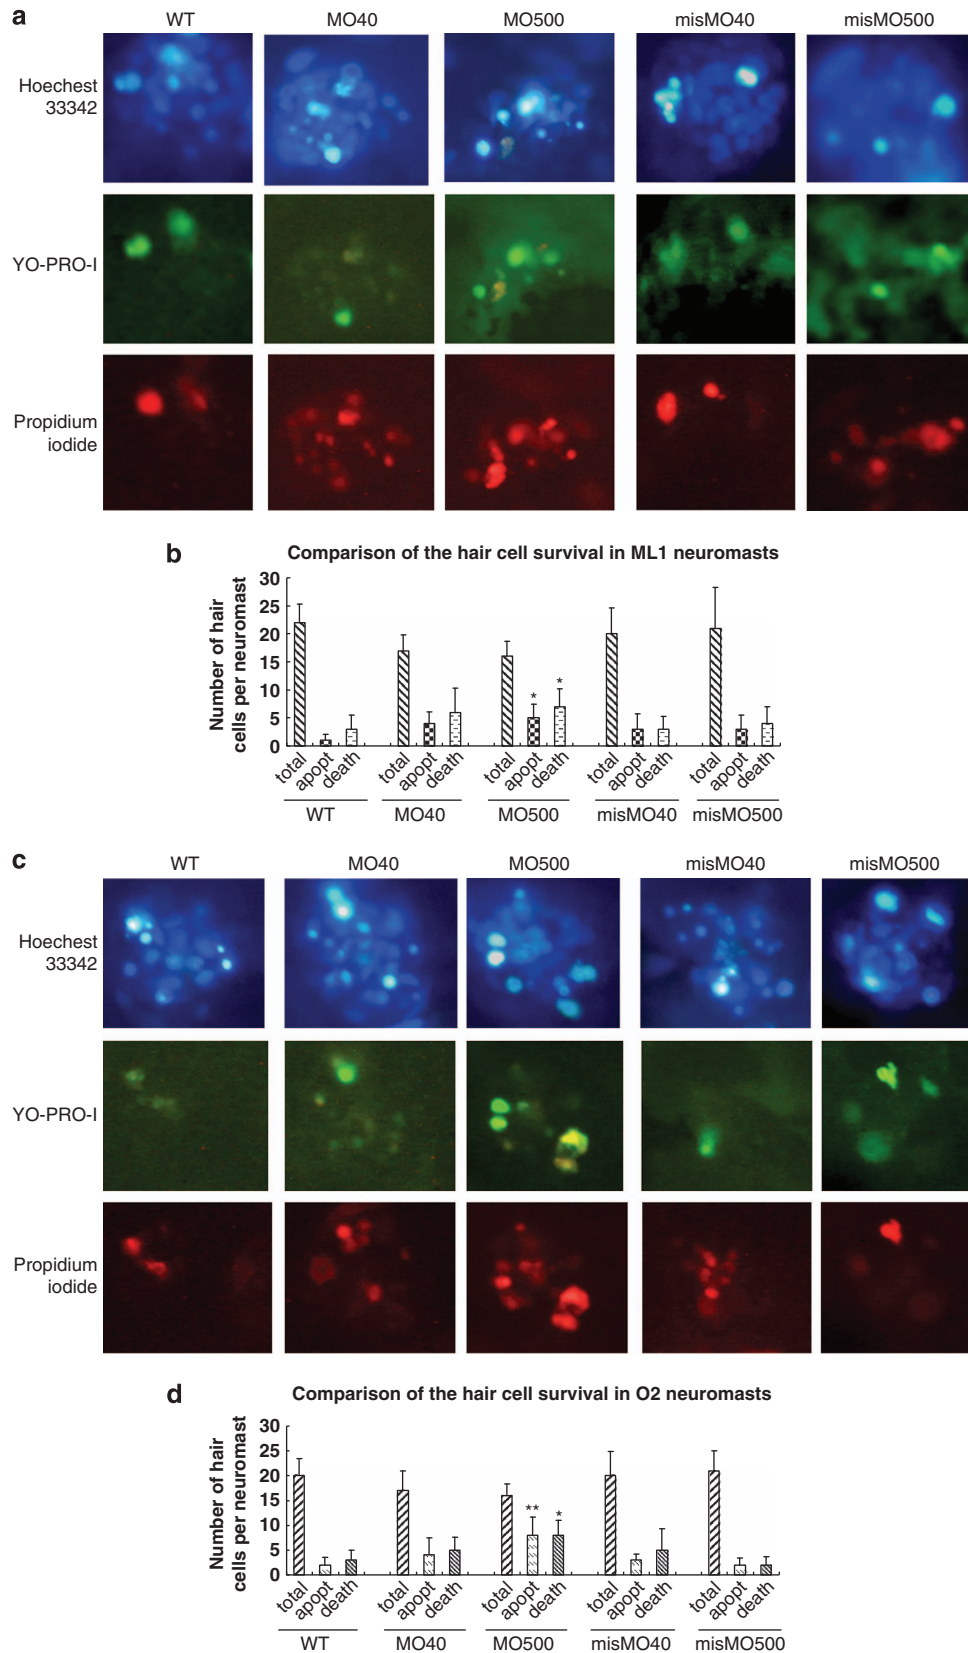 a
WT MO40 MO500 misMO40 misMO500
Hoechest
33342
YO-PRO-I
Propidium
iodide
b
Comparison of the hair cell survival in ML1 neuromasts
Number of hair
cells per neuromast
30
25
20
15
10
5
0
* *
total apopt death total apopt death total apopt death total apopt death total apopt death
WT MO40 MO500 misMO40 misMO500
c
WT MO40 MO500 misMO40 misMO500
Hoechest
33342
YO-PRO-I
Propidium
iodide
d
Comparison of the hair cell survival in O2 neuromasts
Number of hair
cells per neuromast
30
25
20
15
10
5
0
** *
total apopt death total apopt death total apopt death total apopt death total apopt death
WT MO40 MO500 misMO40 misMO500